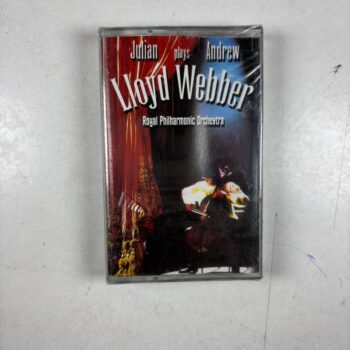 Julian plays Andrew
Lloyd Webber
Royal Philharmonic Orchestra